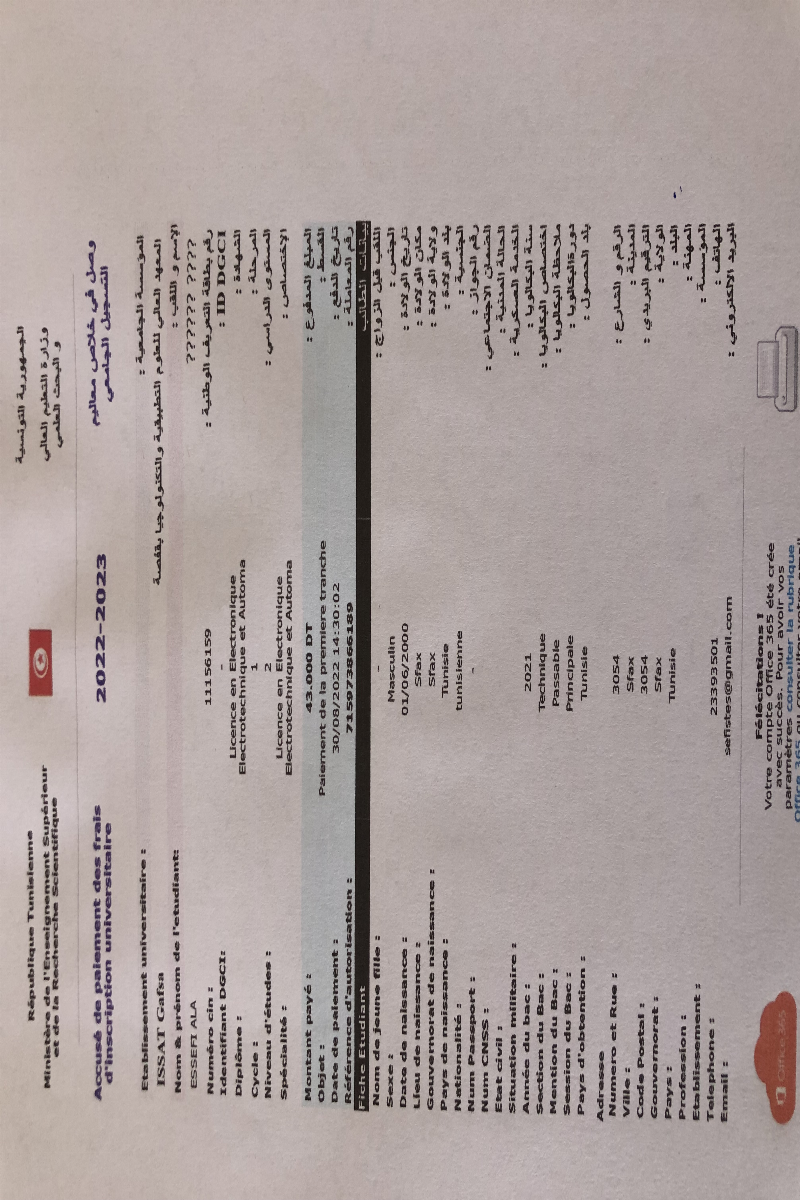 République Tunisienne
Ministère de l'Enseignement Supérieur
et de la Recherche Scientifique
الجمهورية التونسية
وزارة التعليم العالي
و البحث العلمي
Accusé de paiement des frais
d'inscription universitaire
2022-2023
وصل في خلاص معاليم
التسجيل الجامعي
Etablissement universitaire : المؤسسة الجامعية :
ISSAT Gafsa المعهد العالي للعلوم التطبيقية والتكنولوجيا بقفصة
Nom & prénom de l'etudiant: الإسم و اللقب :
ESSEFI ALA ?????? ????
Numéro cin : 11156159 رقم بطاقة التعريف الوطنية :
Identifiant DGCI: - ID DGCI :
Diplôme : Licence en Electronique الشهادة :
Electrotechnique et Automa
Cycle : 1 المرحلة :
Niveau d'études : 2 المستوى الدراسي :
Spécialité : Licence en Electronique الإختصاص :
Electrotechnique et Automa
Montant payé : 43.000 DT المبلغ المدفوع :
Objet : Paiement de la premiere tranche القسط :
Date de paiement : 30/08/2022 14:30:02 تاريخ الدفع :
Référence d'autorisation : 715973866189 رقم المعاملة :
Fiche Etudiant بيانات الطالب
Nom de jeune fille : - اللقب قبل الزواج :
Sexe : Masculin الجنس :
Date de naissance : 01/06/2000 تاريخ الولادة :
Lieu de naissance : Sfax مكان الولادة :
Gouvernorat de naissance : Sfax ولاية الولادة :
Pays de naissance : Tunisie بلد الولادة :
Nationalité : tunisienne الجنسية :
Num Passport : - رقم الجواز :
Num CNSS : الضمان الاجتماعي :
Etat civil : الحالة المدنية :
Situation militaire : الخدمة العسكرية :
Année du bac : 2021 سنة البكالوريا :
Section du Bac : Technique اختصاص البكالوريا :
Mention du Bac : Passable ملاحظة البكالوريا :
Session du Bac : Principale دورة البكالوريا :
Pays d'obtention : Tunisie بلد الحصول :
Adresse
Numero et Rue : 3054 الرقم و الشارع :
Ville : Sfax المدينة :
Code Postal : 3054 الترقيم البريدي :
Gouvernorat : Sfax الولاية :
Pays : Tunisie البلد :
Profession : المهنة :
Etablissement : المؤسسة :
Telephone : 23393501 الهاتف :
Email : sefistes@gmail.com البريد الالكتروني :
Office 365
Félécitations !
Votre compte Office 365 été crée
avec succès. Pour avoir vos
paramètres consulter la rubrique